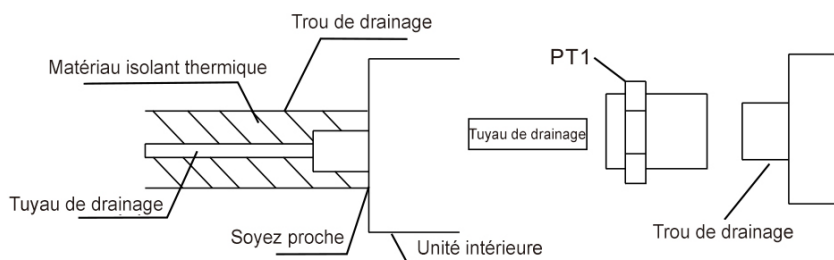 Trou de drainage
Matériau isolant thermique
PT1
Tuyau de drainage
Tuyau de drainage
Soyez proche
Unité intérieure
Trou de drainage